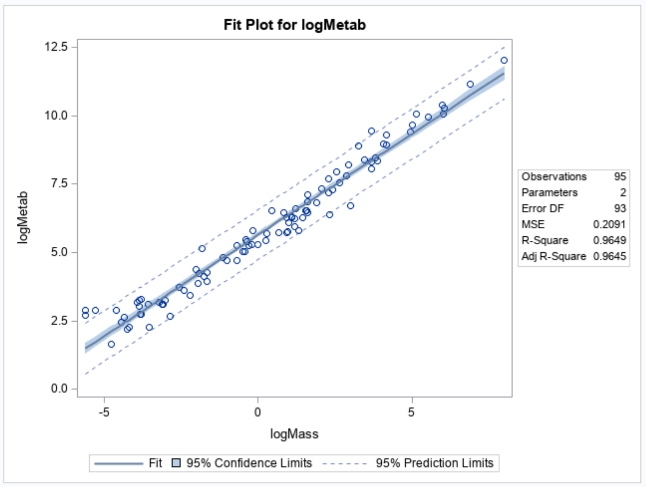 Fit Plot for logMetab
12.5
10.0
7.5
5.0
2.5
0.0
logMetab
-5
0
5
logMass
Observations 95
Parameters 2
Error DF 93
MSE 0.2091
R-Square 0.9649
Adj R-Square 0.9645
Fit 95% Confidence Limits 95% Prediction Limits